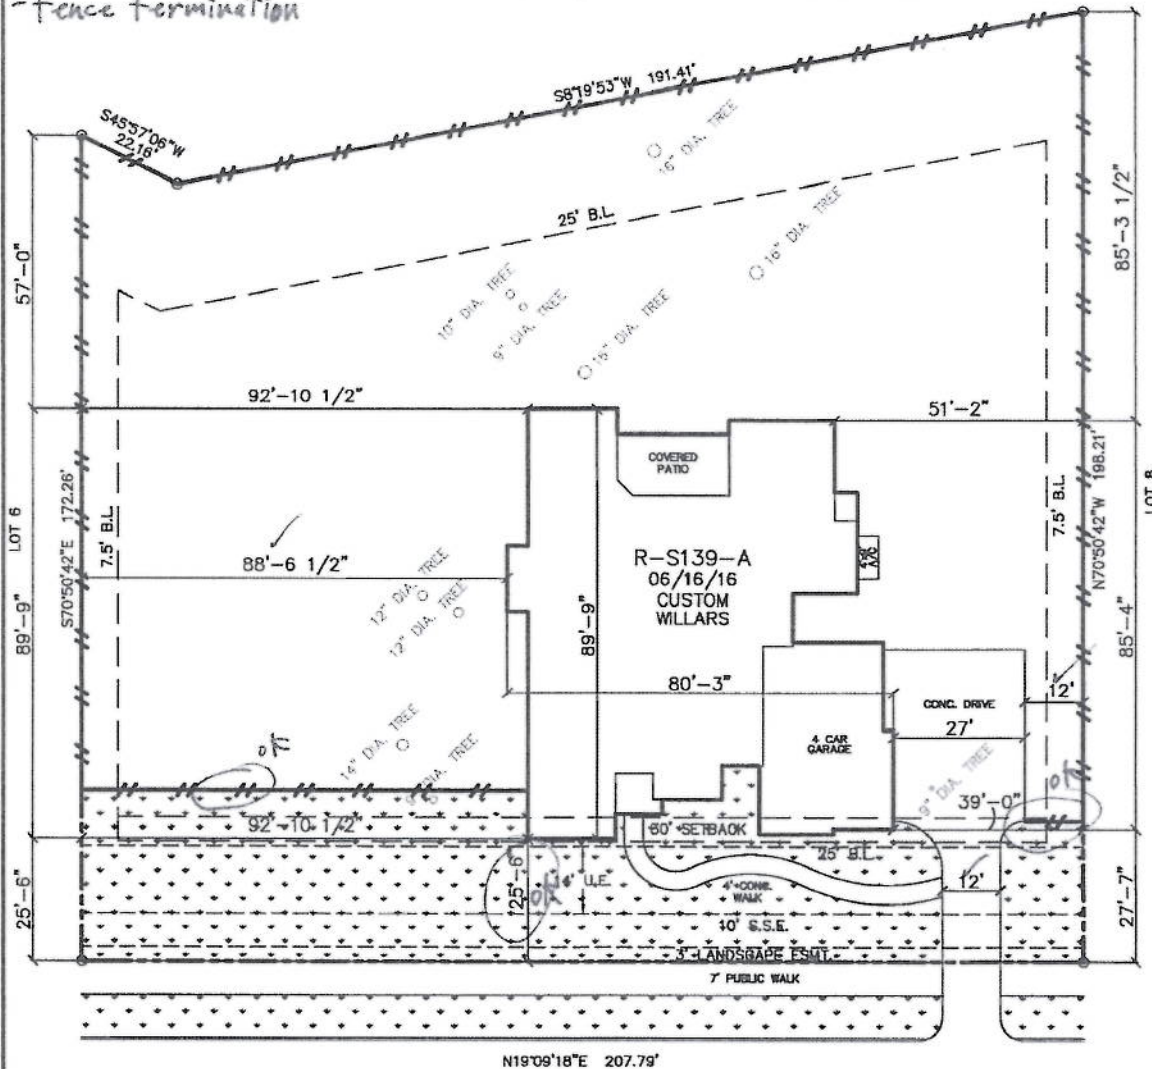 -Fence Termination
S8°19'53"W 191.41'
S45°57'06"W
22.16'
16" DIA. TREE
25' B.L.
16" DIA. TREE
57'-0"
85'-3 1/2"
10" DIA. TREE
9" DIA. TREE
16" DIA. TREE
92'-10 1/2"
51'-2"
COVERED
PATIO
LOT 6
S70°50'42"E 172.26'
7.5' B.L.
N70°50'42"W 198.21'
7.5' B.L.
LOT 8
88'-6 1/2"
R-S139-A
06/16/16
CUSTOM
WILLARS
A/C
12" DIA. TREE
12" DIA. TREE
89'-9"
89'-9"
85'-4"
80'-3"
12'
CONC. DRIVE
27'
4 CAR
GARAGE
14" DIA. TREE
DIA. TREE
OK
9" DIA. TREE
39'-0"
OK
92'-10 1/2"
SETBACK
25' B.L.
25'-6"
25'-6"
OK
U.E.
4' CONC.
WALK
12'
27'-7"
10' S.S.E.
3' LANDSCAPE ESMT.
7' PUBLIC WALK
N19°09'18"E 207.79'